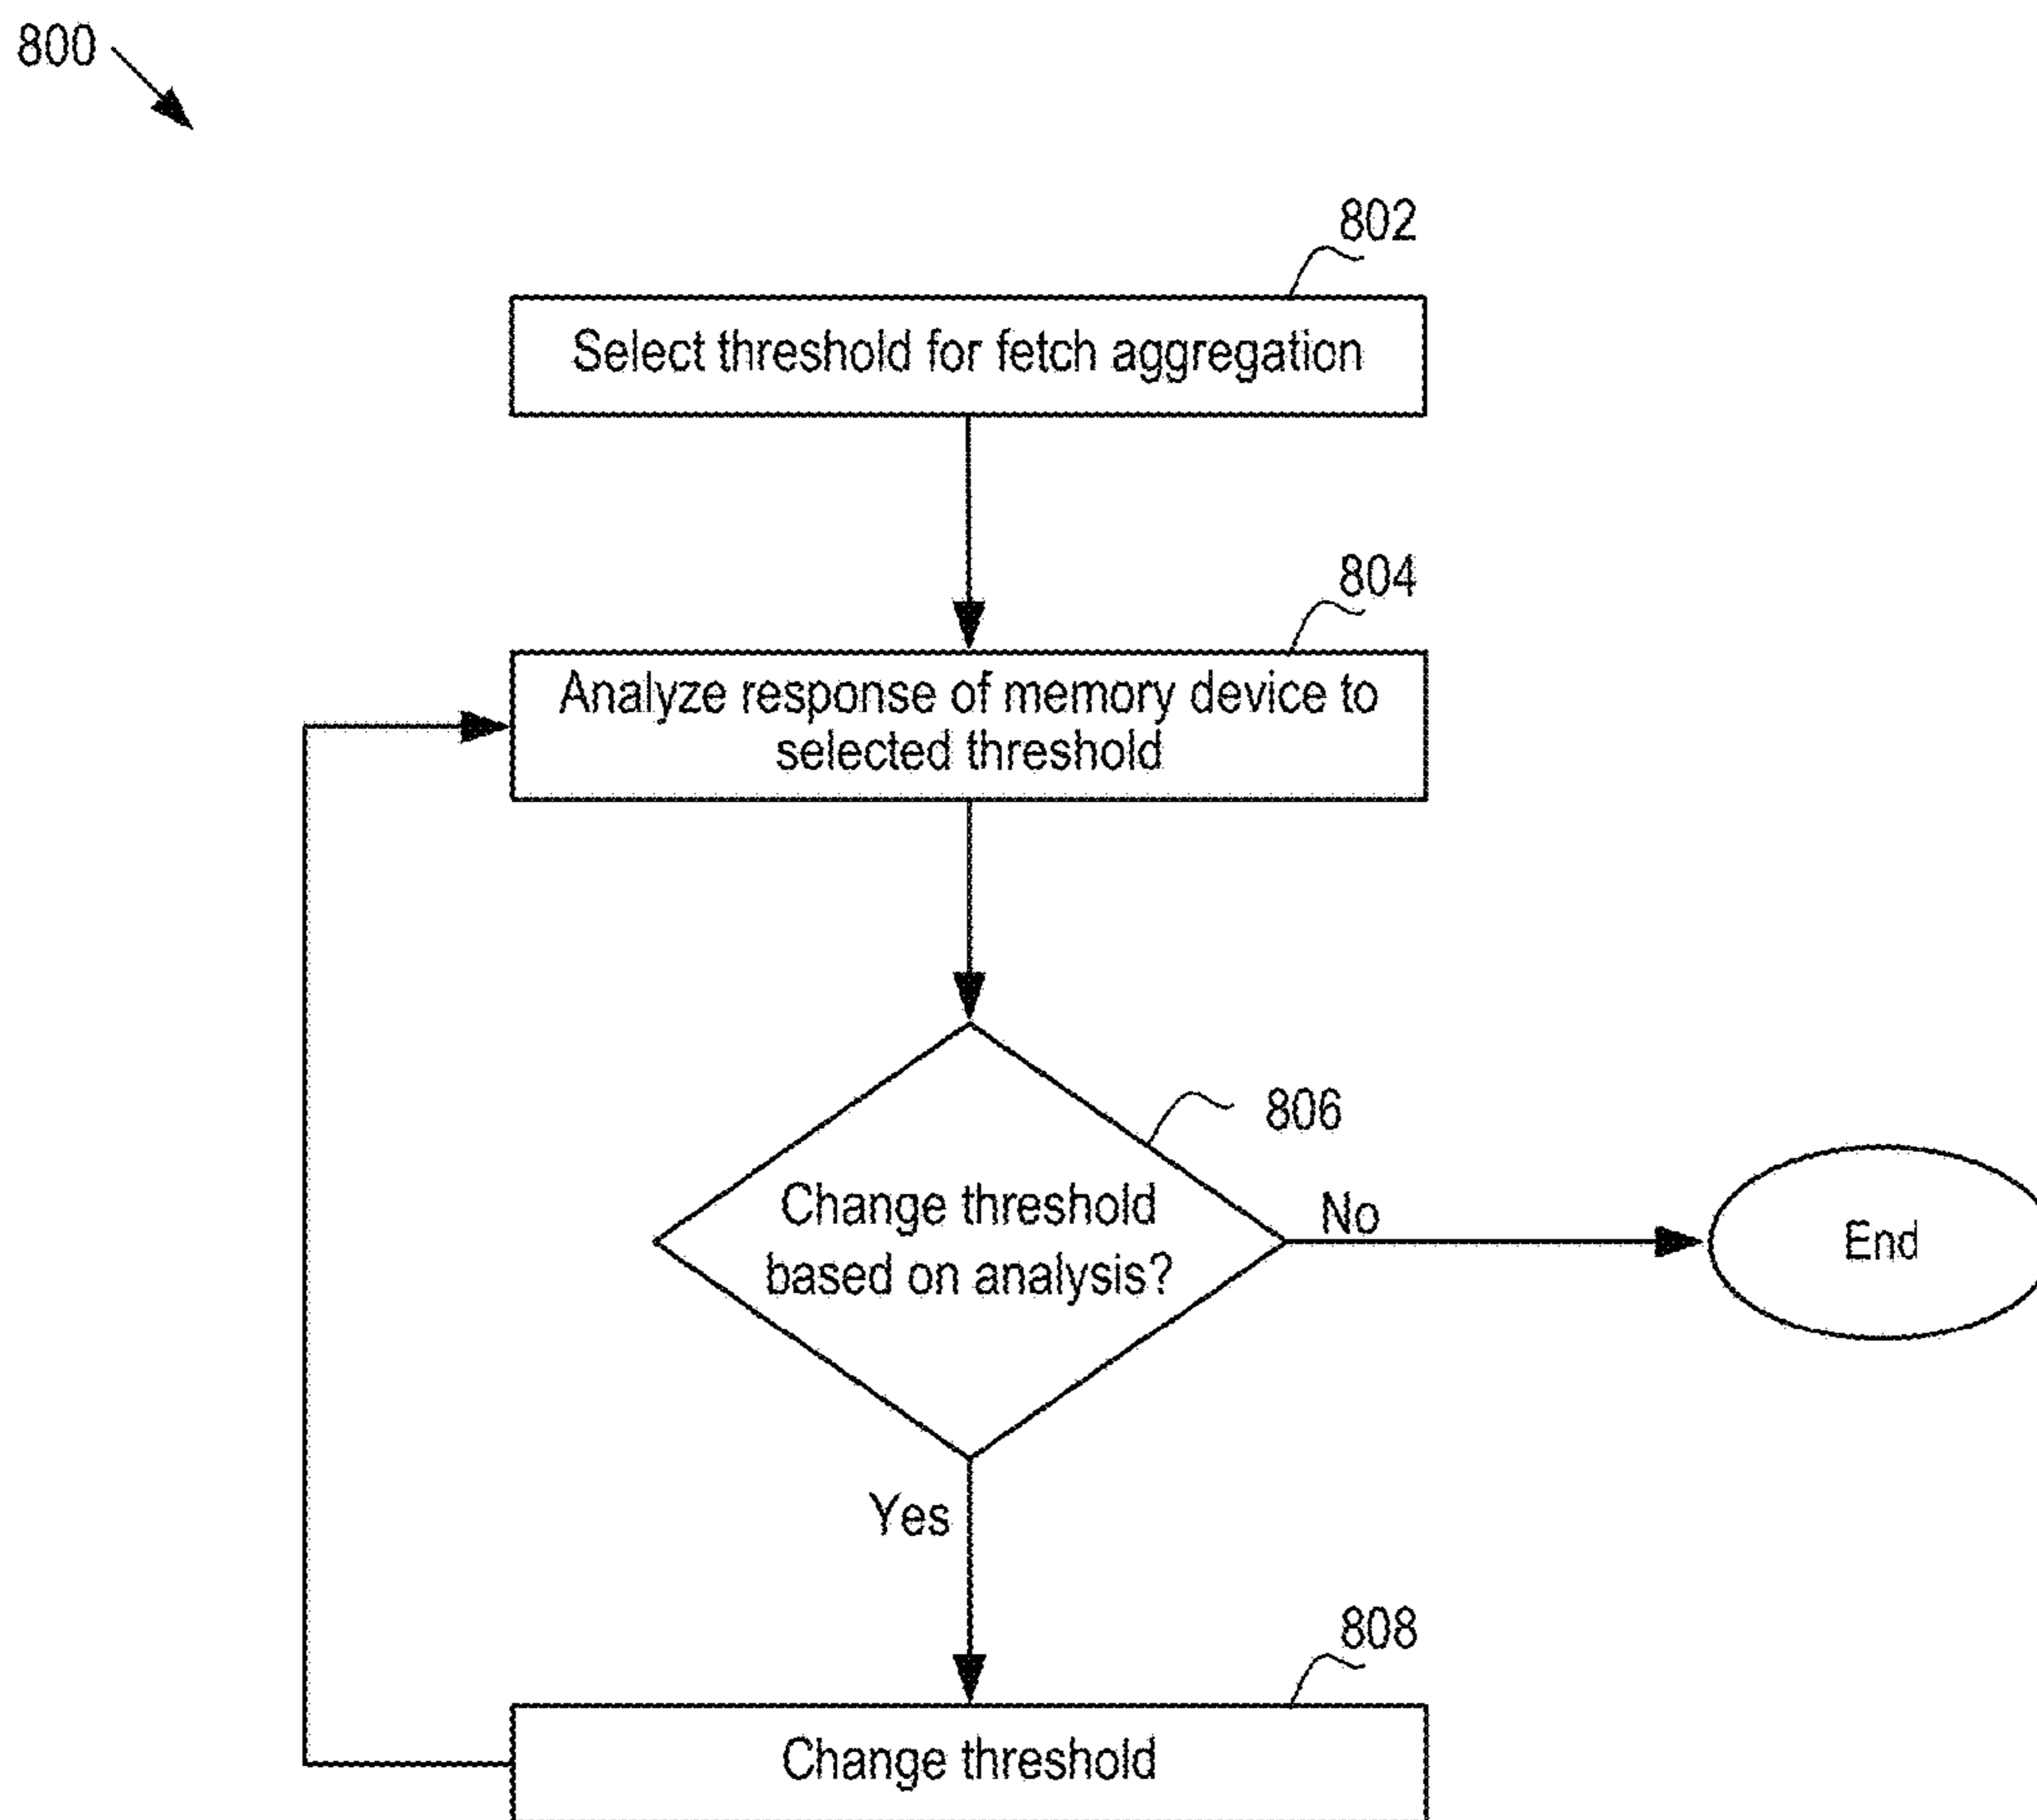 800
802
Select threshold for fetch aggregation
804
Analyze response of memory device to
selected threshold
806
Change threshold
based on analysis?
No
End
Yes
808
Change threshold